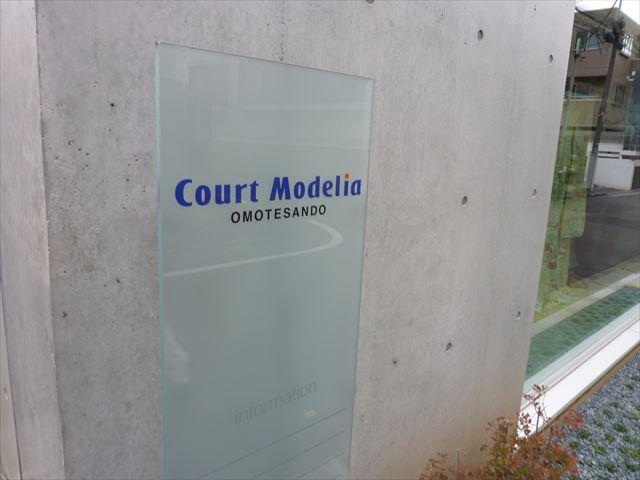 Court Modelia
OMOTESANDO
information